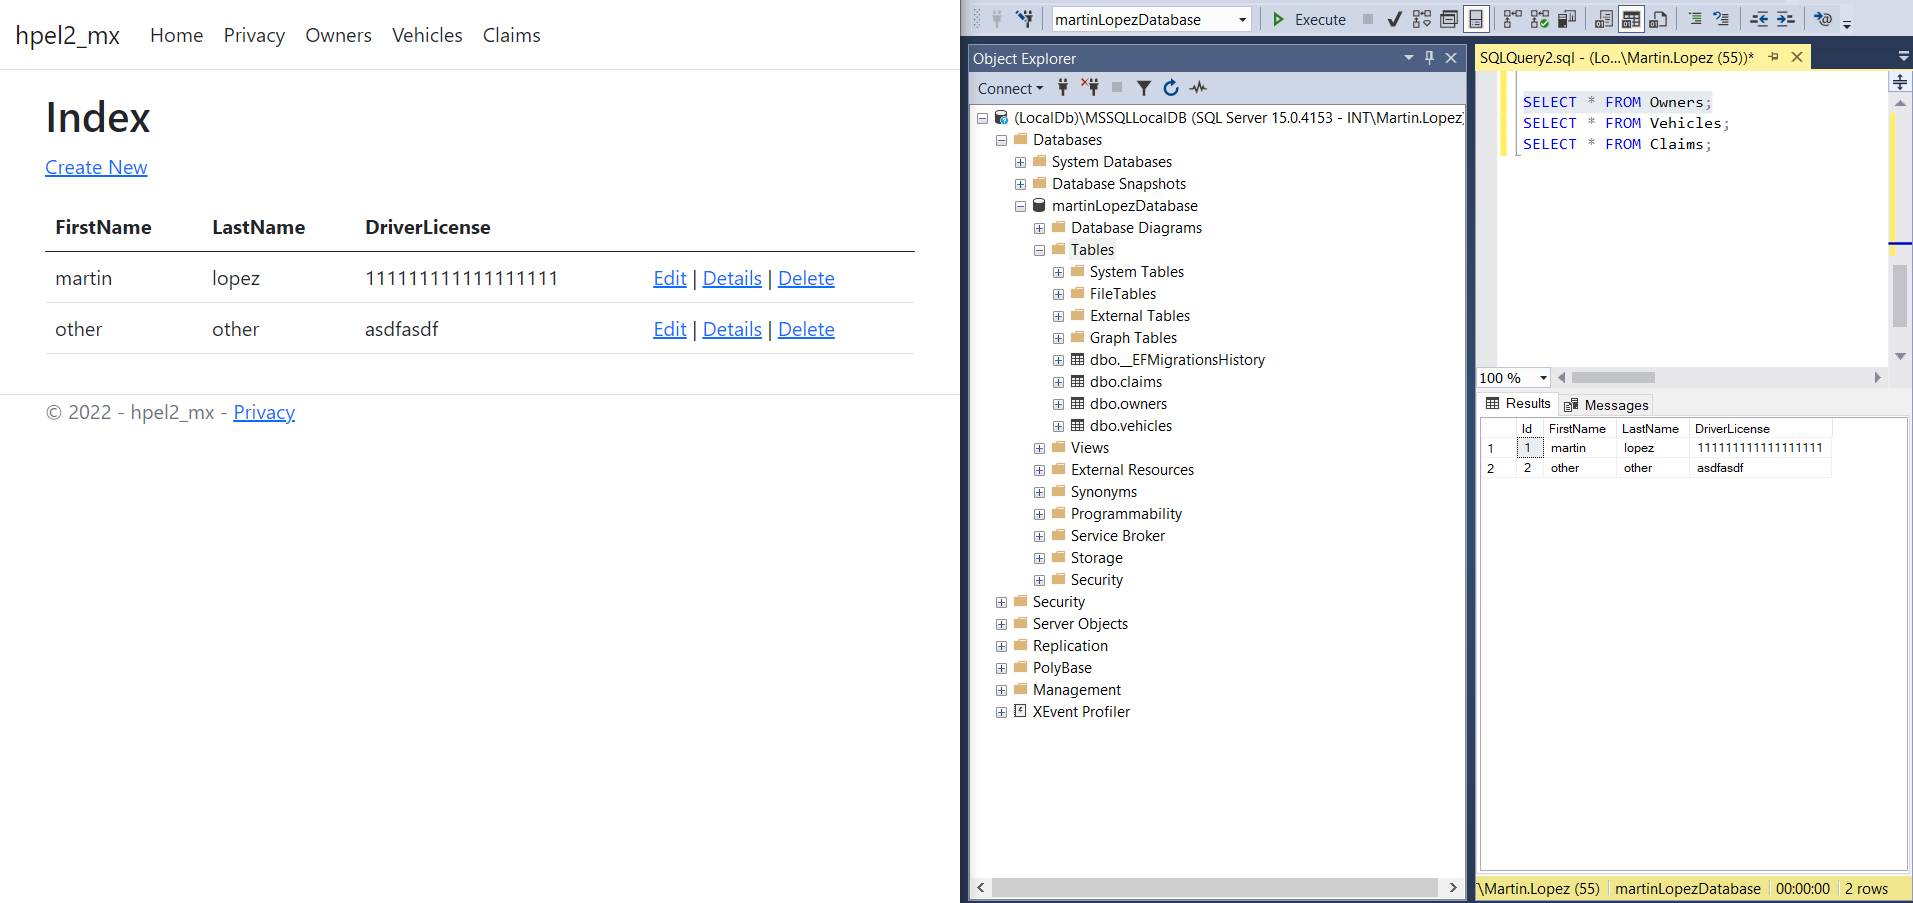 hpel2_mx Home Privacy Owners Vehicles Claims
Index
Create New
FirstName LastName DriverLicense
martin lopez 111111111111111111 Edit | Details | Delete
other other asdfasdf Edit | Details | Delete
© 2022 - hpel2_mx - Privacy
martinLopezDatabase Execute
Object Explorer
Connect
(LocalDb)\MSSQLLocalDB (SQL Server 15.0.4153 - INT\Martin.Lopez)
Databases
System Databases
Database Snapshots
martinLopezDatabase
Database Diagrams
Tables
System Tables
FileTables
External Tables
Graph Tables
dbo.__EFMigrationsHistory
dbo.claims
dbo.owners
dbo.vehicles
Views
External Resources
Synonyms
Programmability
Service Broker
Storage
Security
Security
Server Objects
Replication
PolyBase
Management
XEvent Profiler
SQLQuery2.sql - (Lo...\Martin.Lopez (55))*
SELECT * FROM Owners;
SELECT * FROM Vehicles;
SELECT * FROM Claims;
100 %
Results Messages
Id FirstName LastName DriverLicense
1 1 martin lopez 111111111111111111
2 2 other other asdfasdf
\Martin.Lopez (55) martinLopezDatabase 00:00:00 2 rows